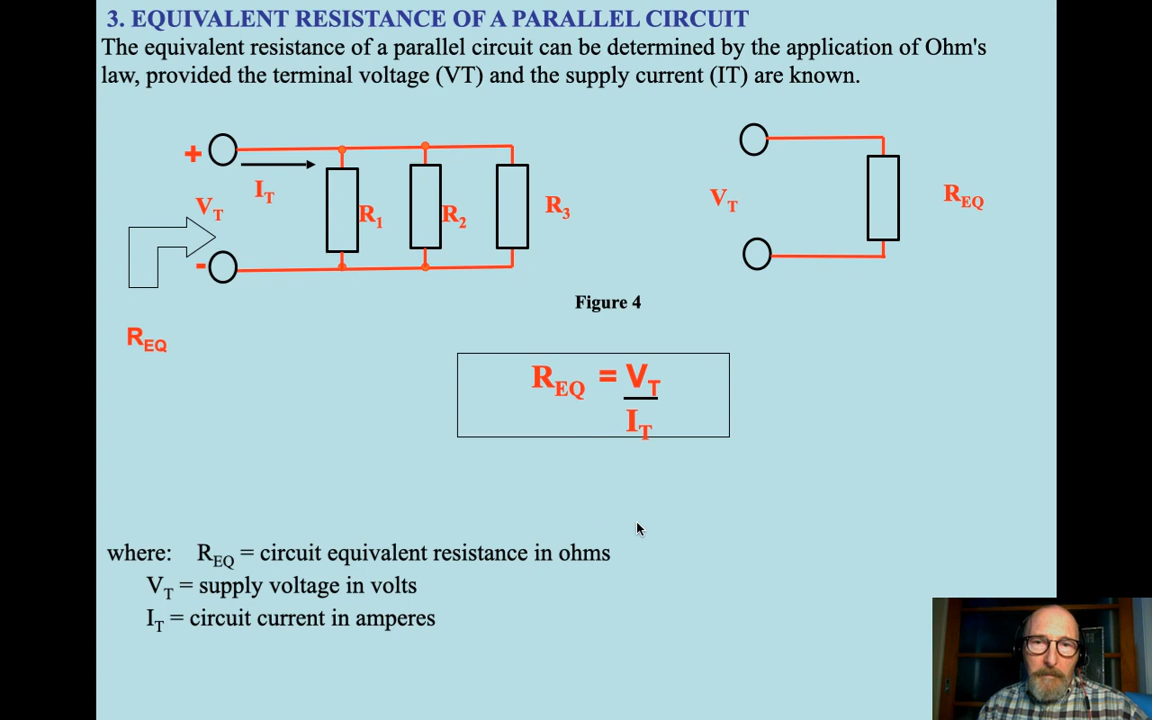 3. EQUIVALENT RESISTANCE OF A PARALLEL CIRCUIT
The equivalent resistance of a parallel circuit can be determined by the application of Ohm's
law, provided the terminal voltage (VT) and the supply current (IT) are known.
+
IT
VT
R1
R2
R3
-
REQ
VT
REQ
Figure 4
REQ = VT
IT
where: REQ = circuit equivalent resistance in ohms
VT = supply voltage in volts
IT = circuit current in amperes